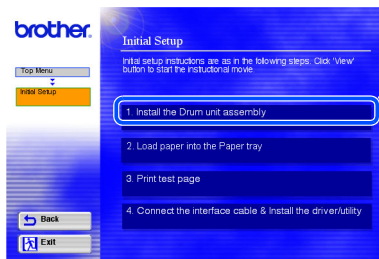 brother.
Initial Setup
Initial setup instructions are as in the following steps. Click 'View'
button to start the instructional movie.
Top Menu
Initial Setup
1. Install the Drum unit assembly
2. Load paper into the Paper tray
3. Print test page
4. Connect the interface cable & Install the driver/utility
Back
Exit